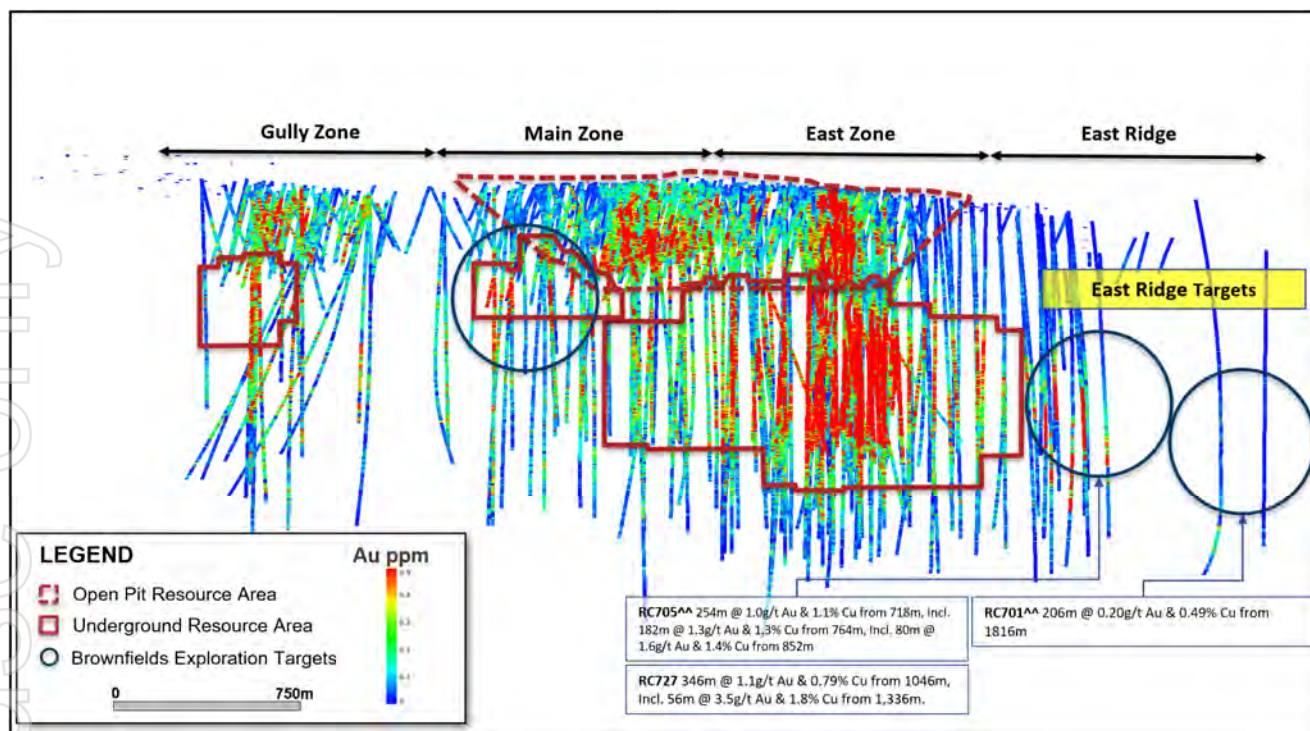 Gully Zone
Main Zone
East Zone
East Ridge
East Ridge Targets
LEGEND
Au ppm
Open Pit Resource Area
Underground Resource Area
Brownfields Exploration Targets
0
750m
RC705^^ 254m @ 1.0g/t Au & 1.1% Cu from 718m, Incl.
182m @ 1.3g/t Au & 1.3% Cu from 764m, Incl. 80m @
1.6g/t Au & 1.4% Cu from 852m
RC701^^ 206m @ 0.20g/t Au & 0.49% Cu from
1816m
RC727 346m @ 1.1g/t Au & 0.79% Cu from 1046m,
Incl. 56m @ 3.5g/t Au & 1.8% Cu from 1,336m.